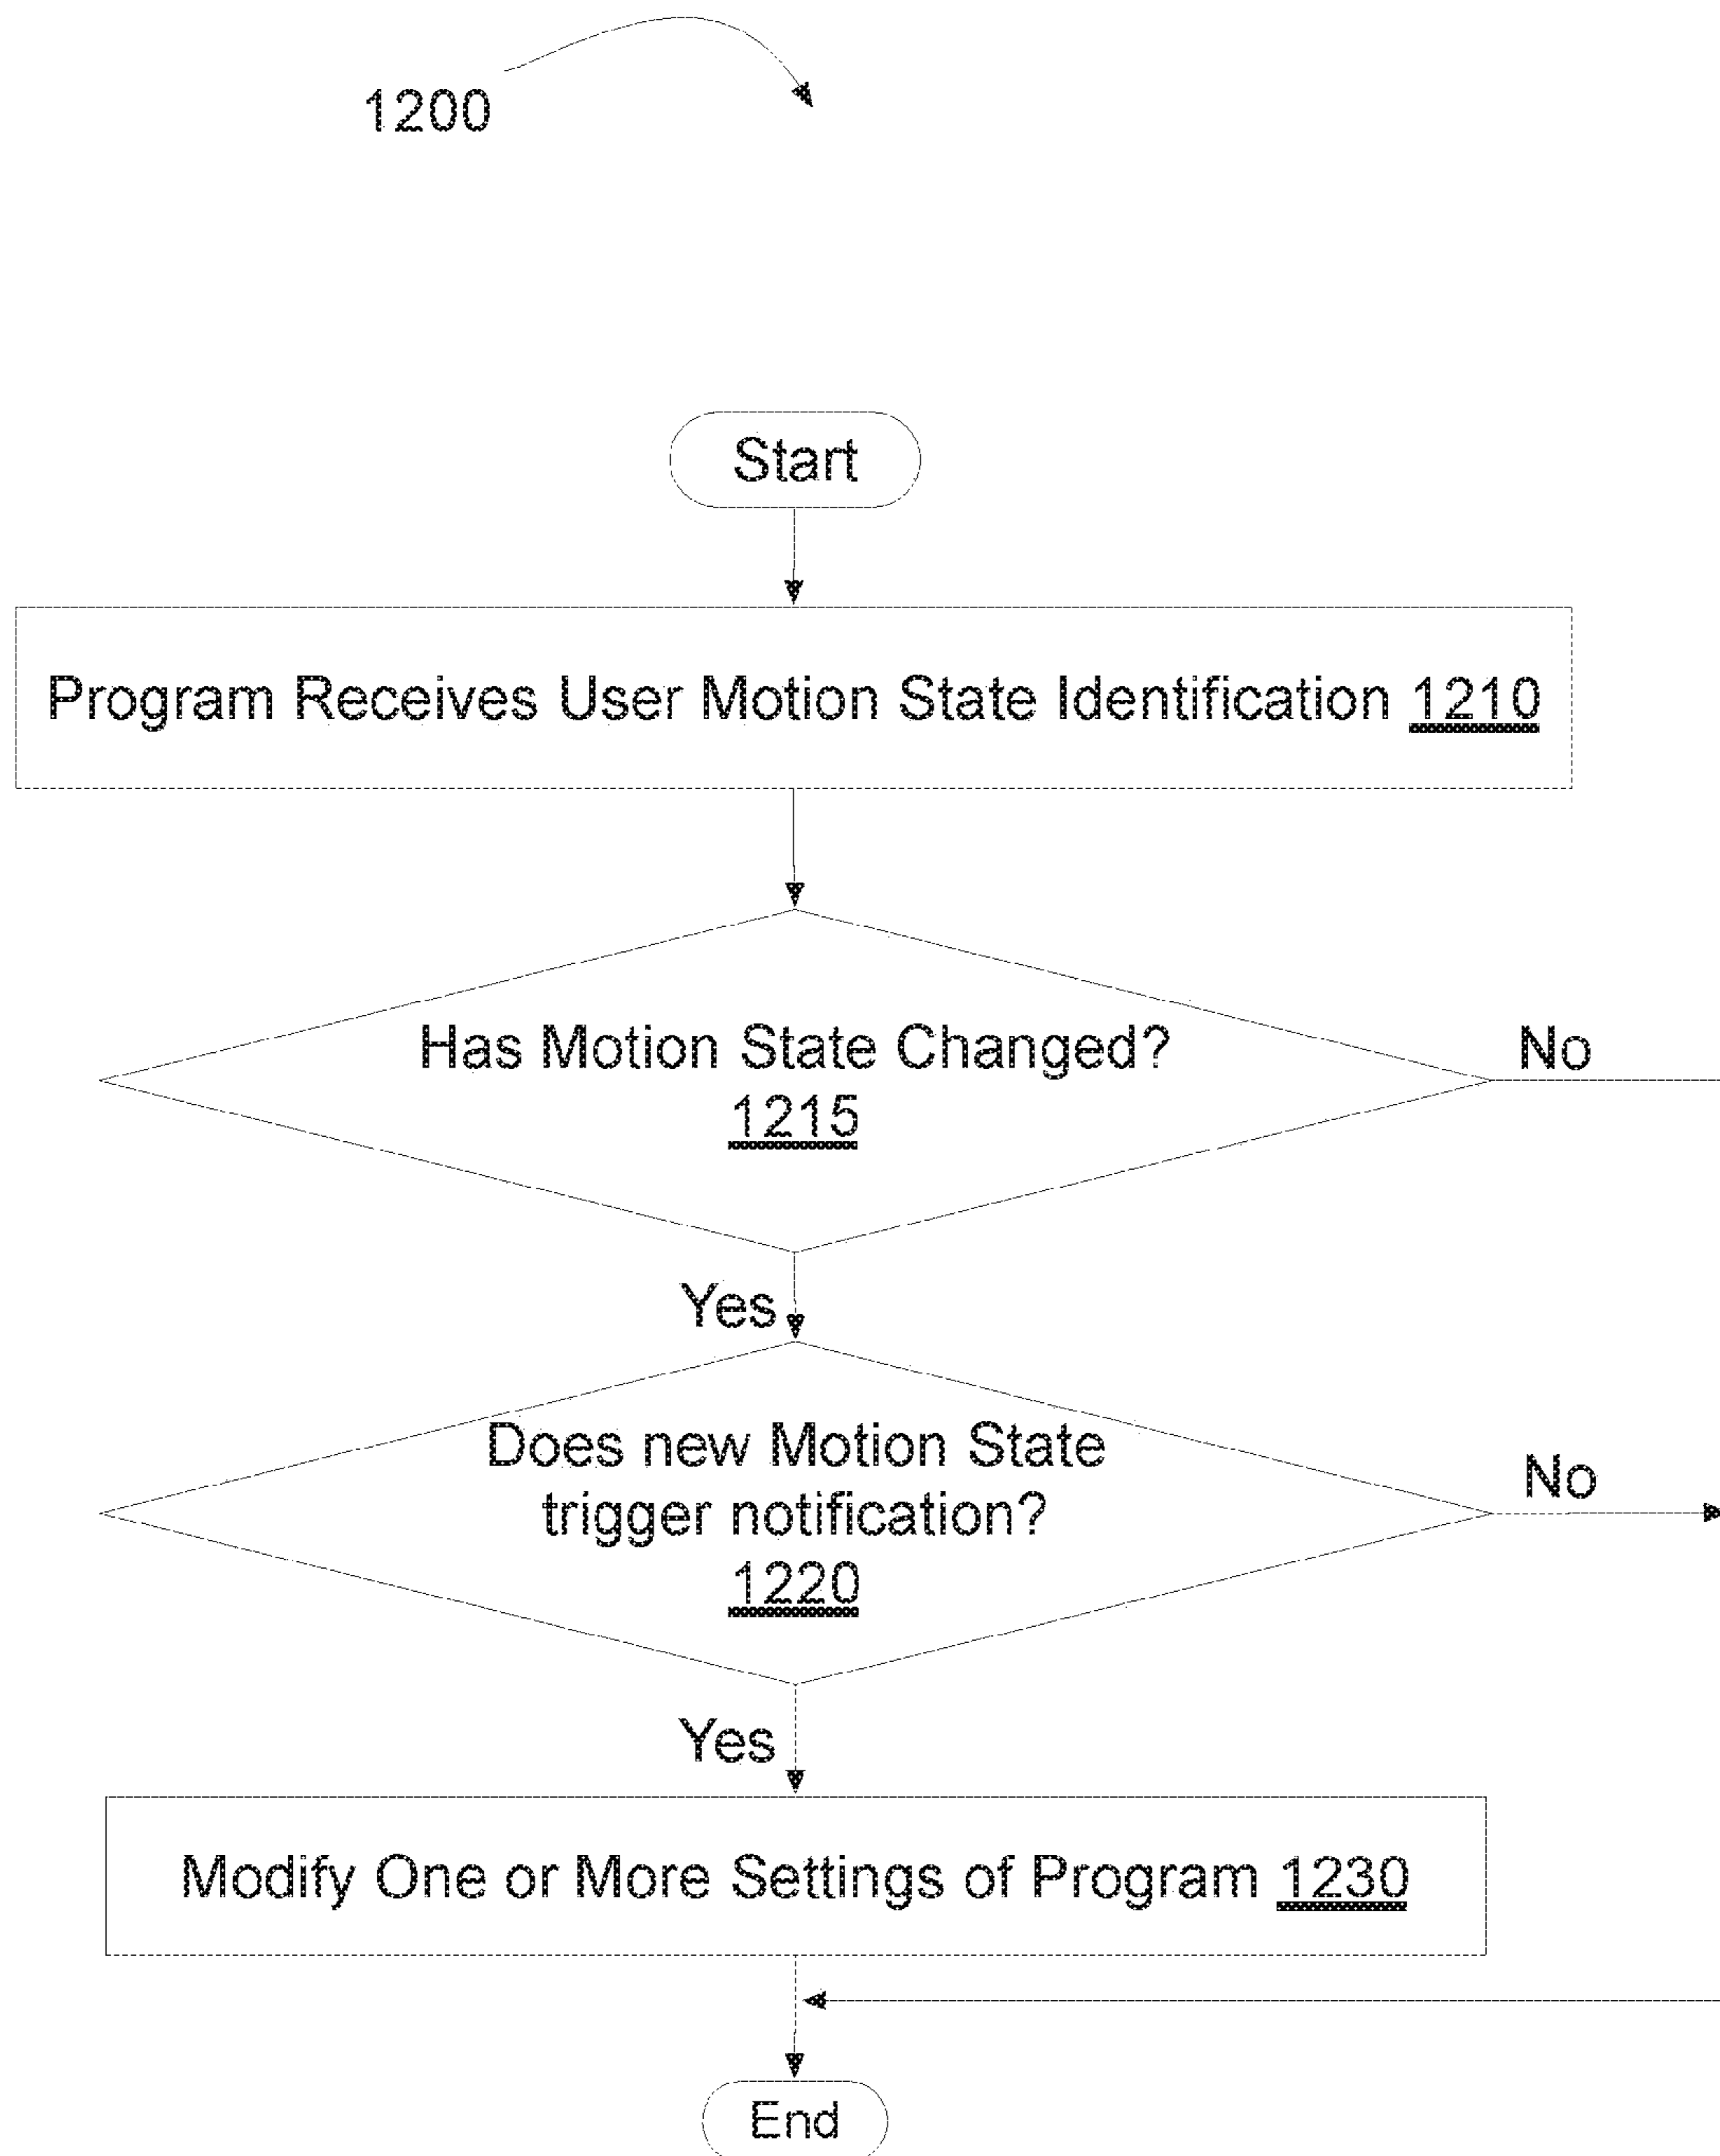 1200
Start
Program Receives User Motion State Identification 1210
Has Motion State Changed?
1215
No
Yes
Does new Motion State
trigger notification?
1220
No
Yes
Modify One or More Settings of Program 1230
End